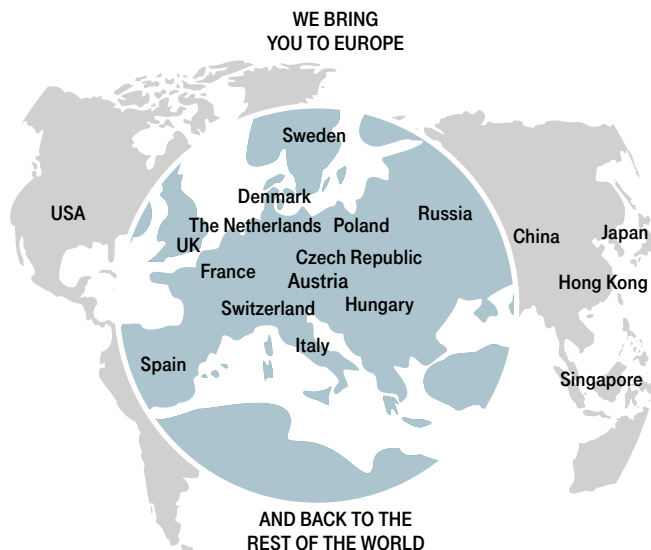 WE BRING
YOU TO EUROPE
Sweden
Denmark
USA
The Netherlands
Poland
Russia
China
Japan
UK
Czech Republic
France
Austria
Hong Kong
Switzerland
Hungary
Italy
Spain
Singapore
AND BACK TO THE
REST OF THE WORLD